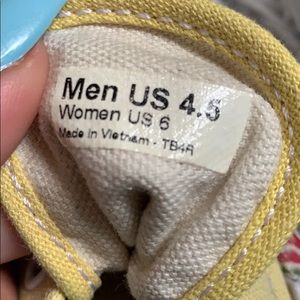 Men US 4.5
Women US 6
Made in Vietnam - TB4R